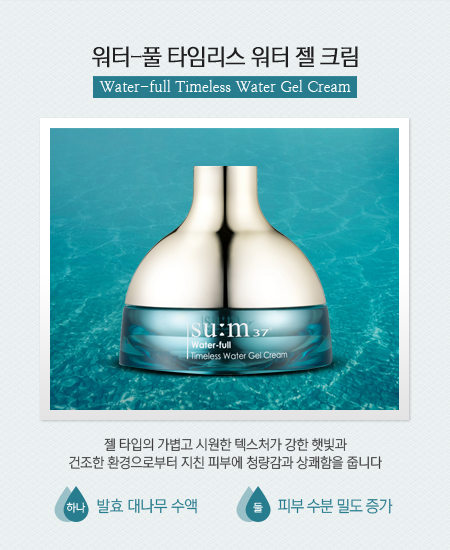 워터-풀 타임리스 워터 젤 크림
Water-full Timeless Water Gel Cream
su:m37°
Water-full
Timeless Water Gel Cream
젤 타입의 가볍고 시원한 텍스처가 강한 햇빛과
건조한 환경으로부터 지친 피부에 청량감과 상쾌함을 줍니다
하나 발효 대나무 수액
둘 피부 수분 밀도 증가